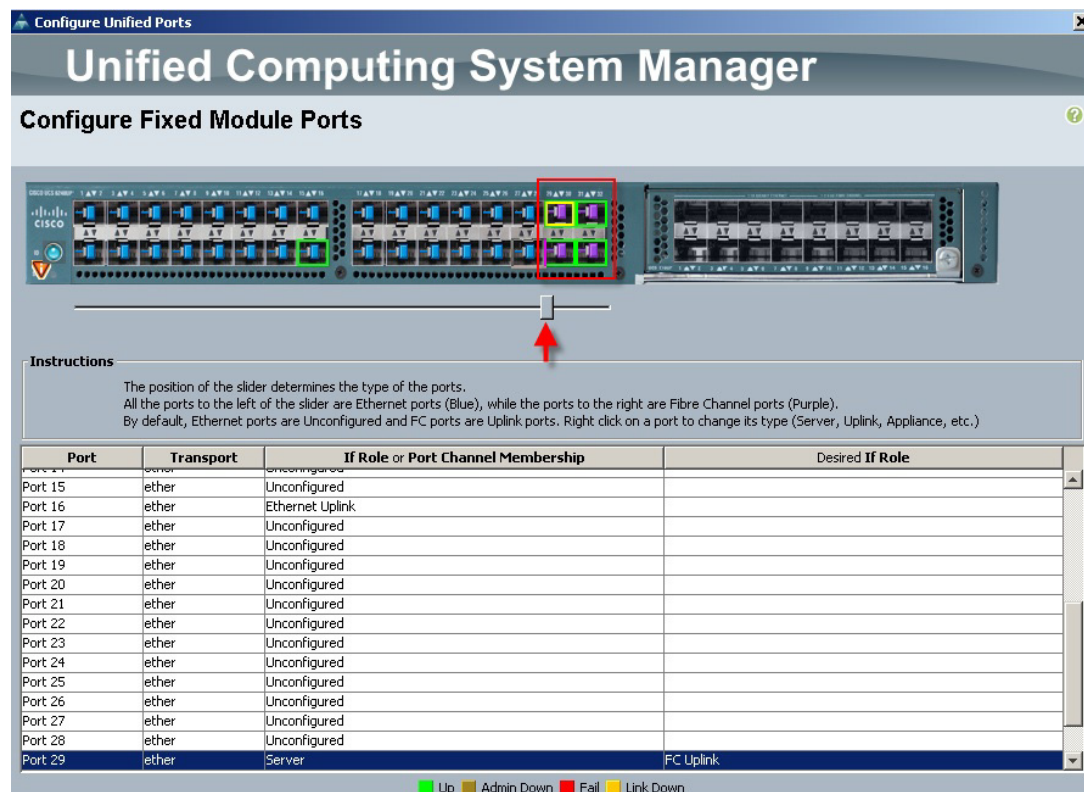 Configure Unified Ports
Unified Computing System Manager
Configure Fixed Module Ports
CISCO
Instructions
The position of the slider determines the type of the ports.
All the ports to the left of the slider are Ethernet ports (Blue), while the ports to the right are Fibre Channel ports (Purple).
By default, Ethernet ports are Unconfigured and FC ports are Uplink ports. Right click on a port to change its type (Server, Uplink, Appliance, etc.)
Port Transport If Role or Port Channel Membership Desired If Role
Port 15 ether Unconfigured
Port 16 ether Ethernet Uplink
Port 17 ether Unconfigured
Port 18 ether Unconfigured
Port 19 ether Unconfigured
Port 20 ether Unconfigured
Port 21 ether Unconfigured
Port 22 ether Unconfigured
Port 23 ether Unconfigured
Port 24 ether Unconfigured
Port 25 ether Unconfigured
Port 26 ether Unconfigured
Port 27 ether Unconfigured
Port 28 ether Unconfigured
Port 29 ether Server FC Uplink
Up Admin Down Fail Link Down